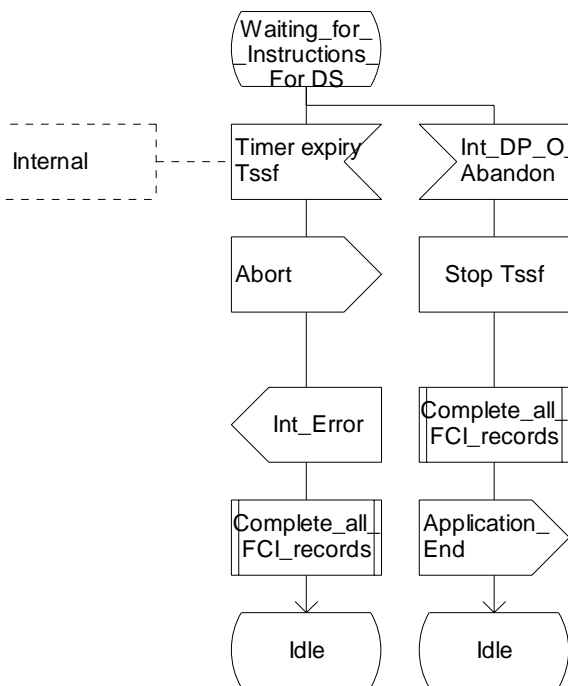 Waiting_for_
_Instructions_
For DS
Internal
Timer expiry
Tssf
Int_DP_O_
Abandon
Abort
Stop Tssf
Int_Error
Complete_all_
FCI_records
Complete_all_
FCI_records
Application_
End
Idle
Idle